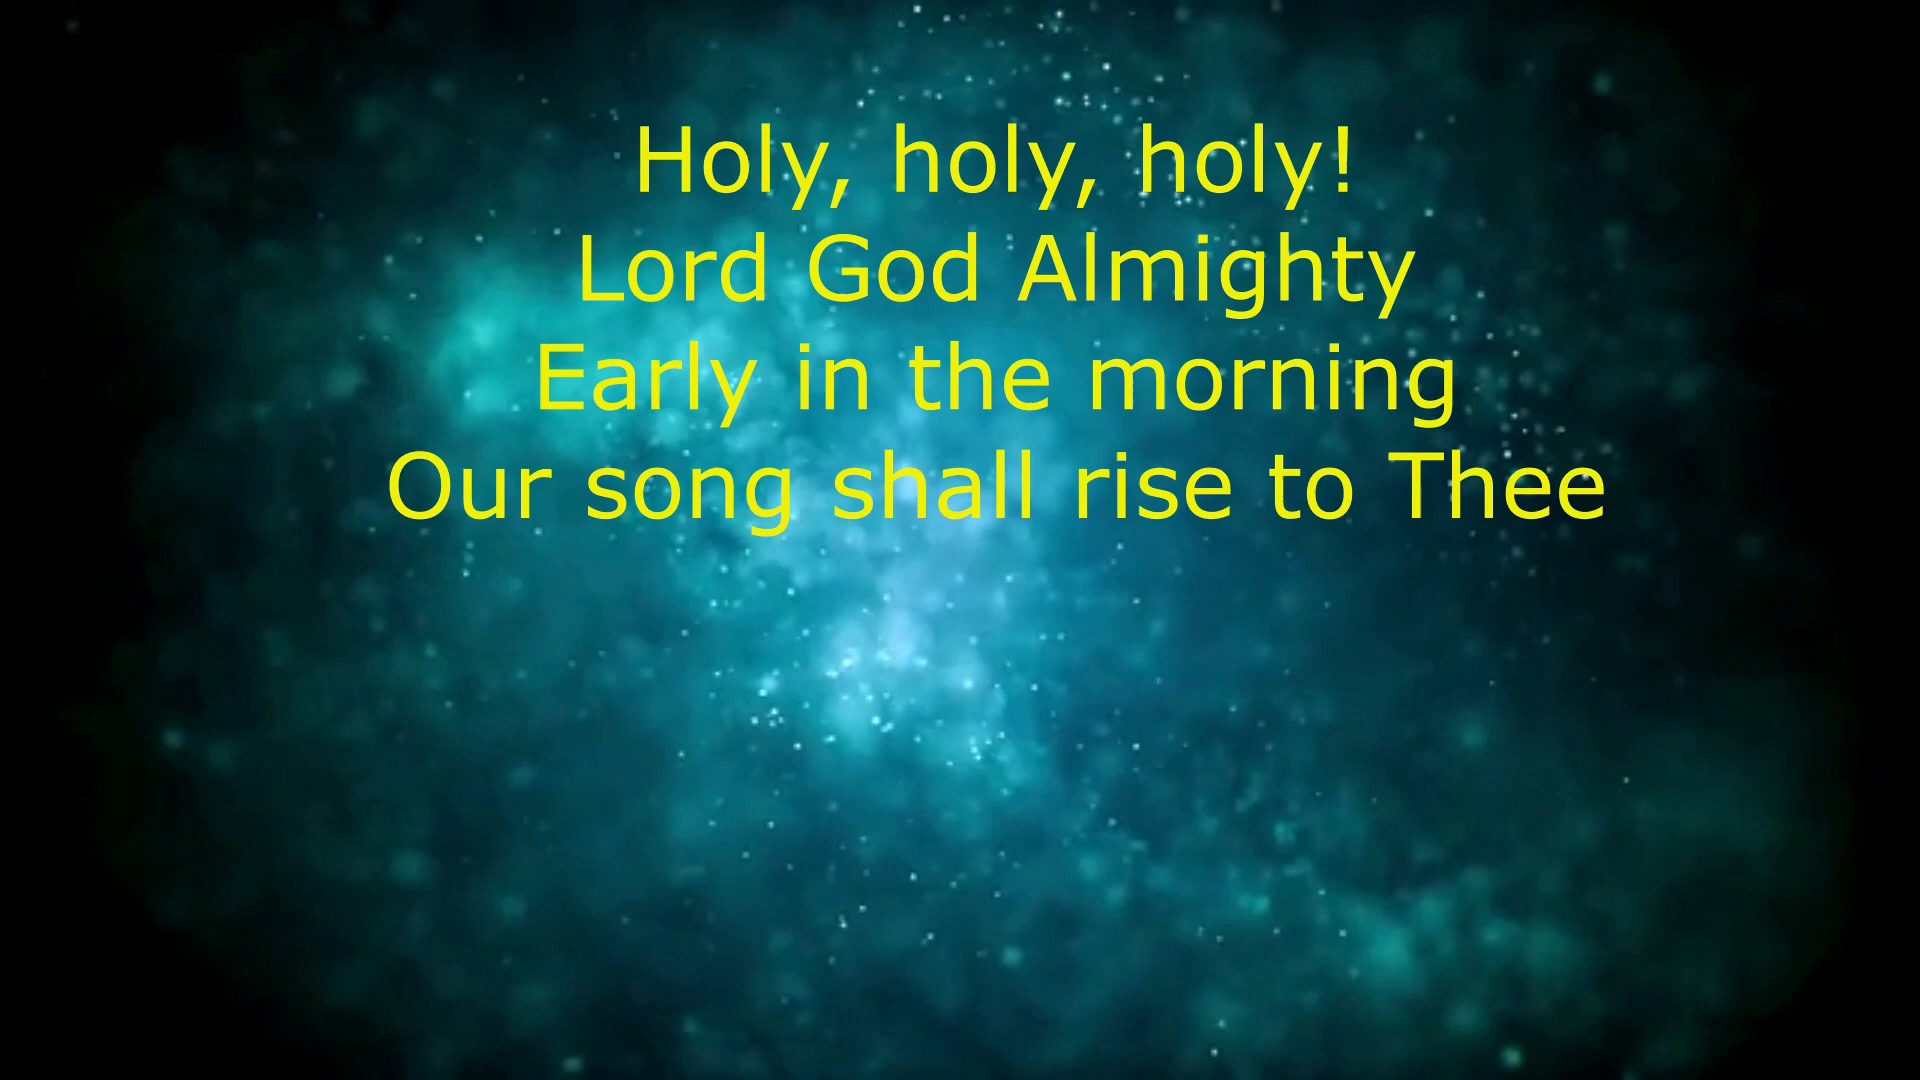 Holy, holy, holy!
Lord God Almighty
Early in the morning
Our song shall rise to Thee